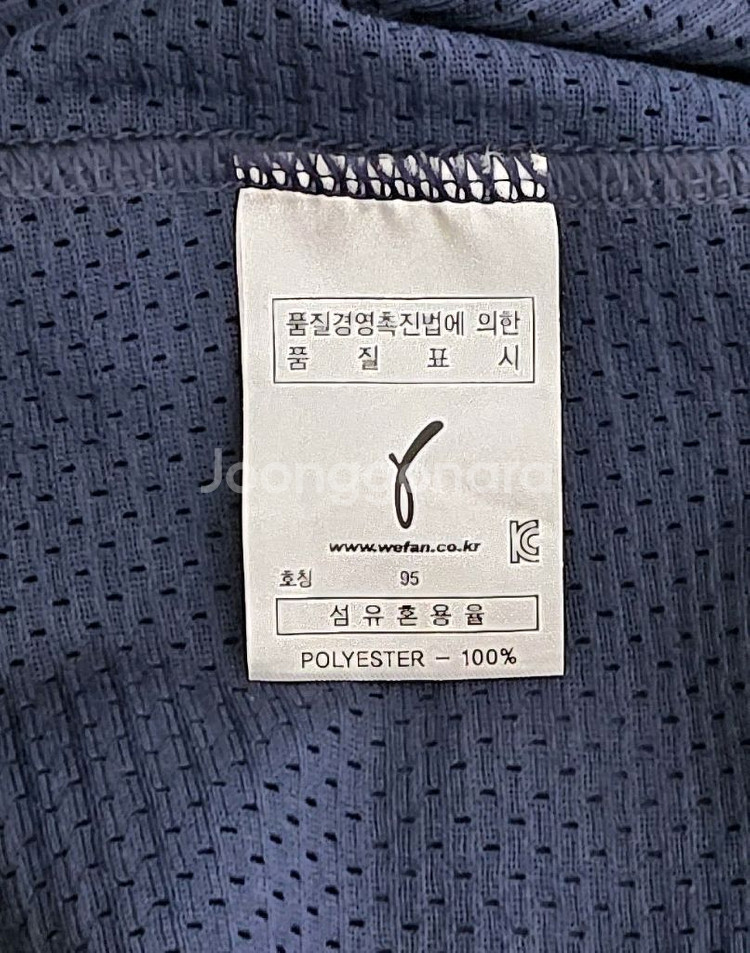 품질경영촉진법에 의한
품 질 표 시
Joonggonara
www.wefan.co.kr
호칭 95
섬유혼용율
POLYESTER - 100%